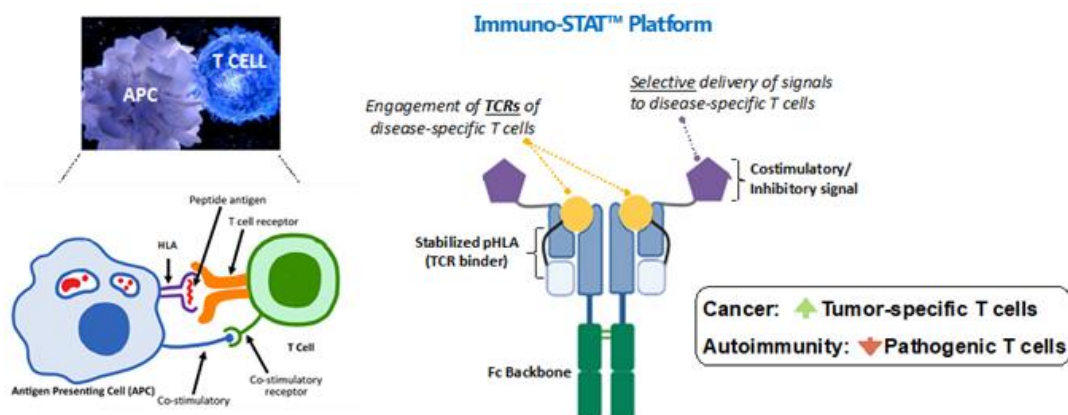 Immuno-STAT™ Platform
APC
T CELL
Engagement of TCRs of
disease-specific T cells
Selective delivery of signals
to disease-specific T cells
Costimulatory/
Inhibitory signal
Stabilized pHLA
(TCR binder)
Fc Backbone
Cancer: Tumor-specific T cells
Autoimmunity: Pathogenic T cells
Peptide antigen
T cell receptor
HLA
T Cell
Co-stimulatory
receptor
Antigen Presenting Cell (APC)
Co-stimulatory